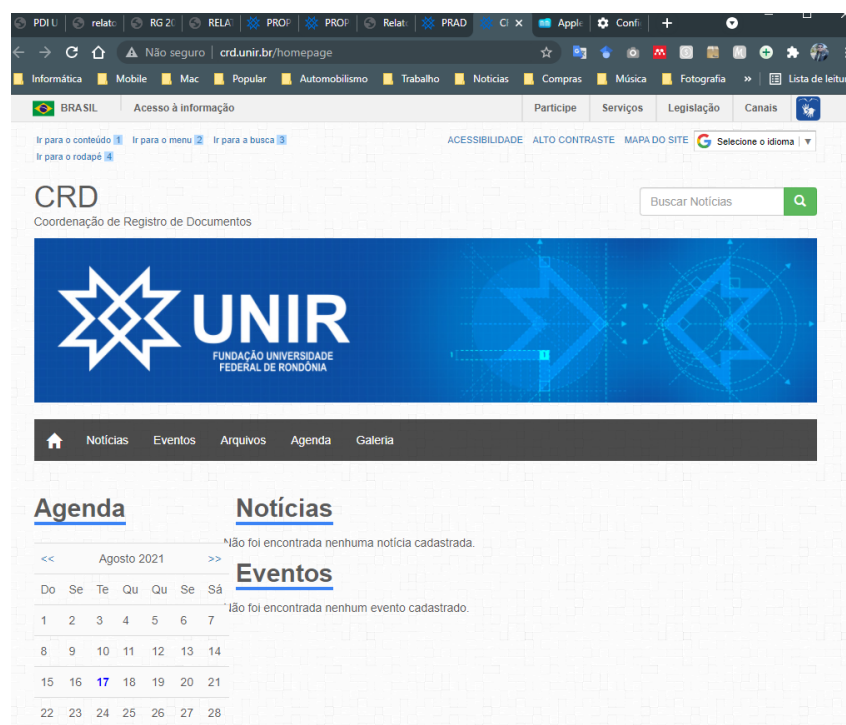 PDI U relato RG 20 RELAT PROP PROP Relato PRAD CR Apple Confi
Não seguro crd.unir.br/homepage
Informática Mobile Mac Popular Automobilismo Trabalho Noticias Compras Música Fotografia » Lista de leitu
BRASIL Acesso à informação Participe Serviços Legislação Canais
Ir para o conteúdo 1 Ir para o menu 2 Ir para a busca 3 ACESSIBILIDADE ALTO CONTRASTE MAPA DO SITE Selecione o idioma
Ir para o rodapé 4
CRD
Buscar Notícias
Coordenação de Registro de Documentos
UNIR
FUNDAÇÃO UNIVERSIDADE
FEDERAL DE RONDÔNIA
Notícias Eventos Arquivos Agenda Galeria
Agenda Notícias
Não foi encontrada nenhuma notícia cadastrada.
<< Agosto 2021 >>
Eventos
Do Se Te Qu Qu Se Sá
Não foi encontrada nenhum evento cadastrado.
1 2 3 4 5 6 7
8 9 10 11 12 13 14
15 16 17 18 19 20 21
22 23 24 25 26 27 28